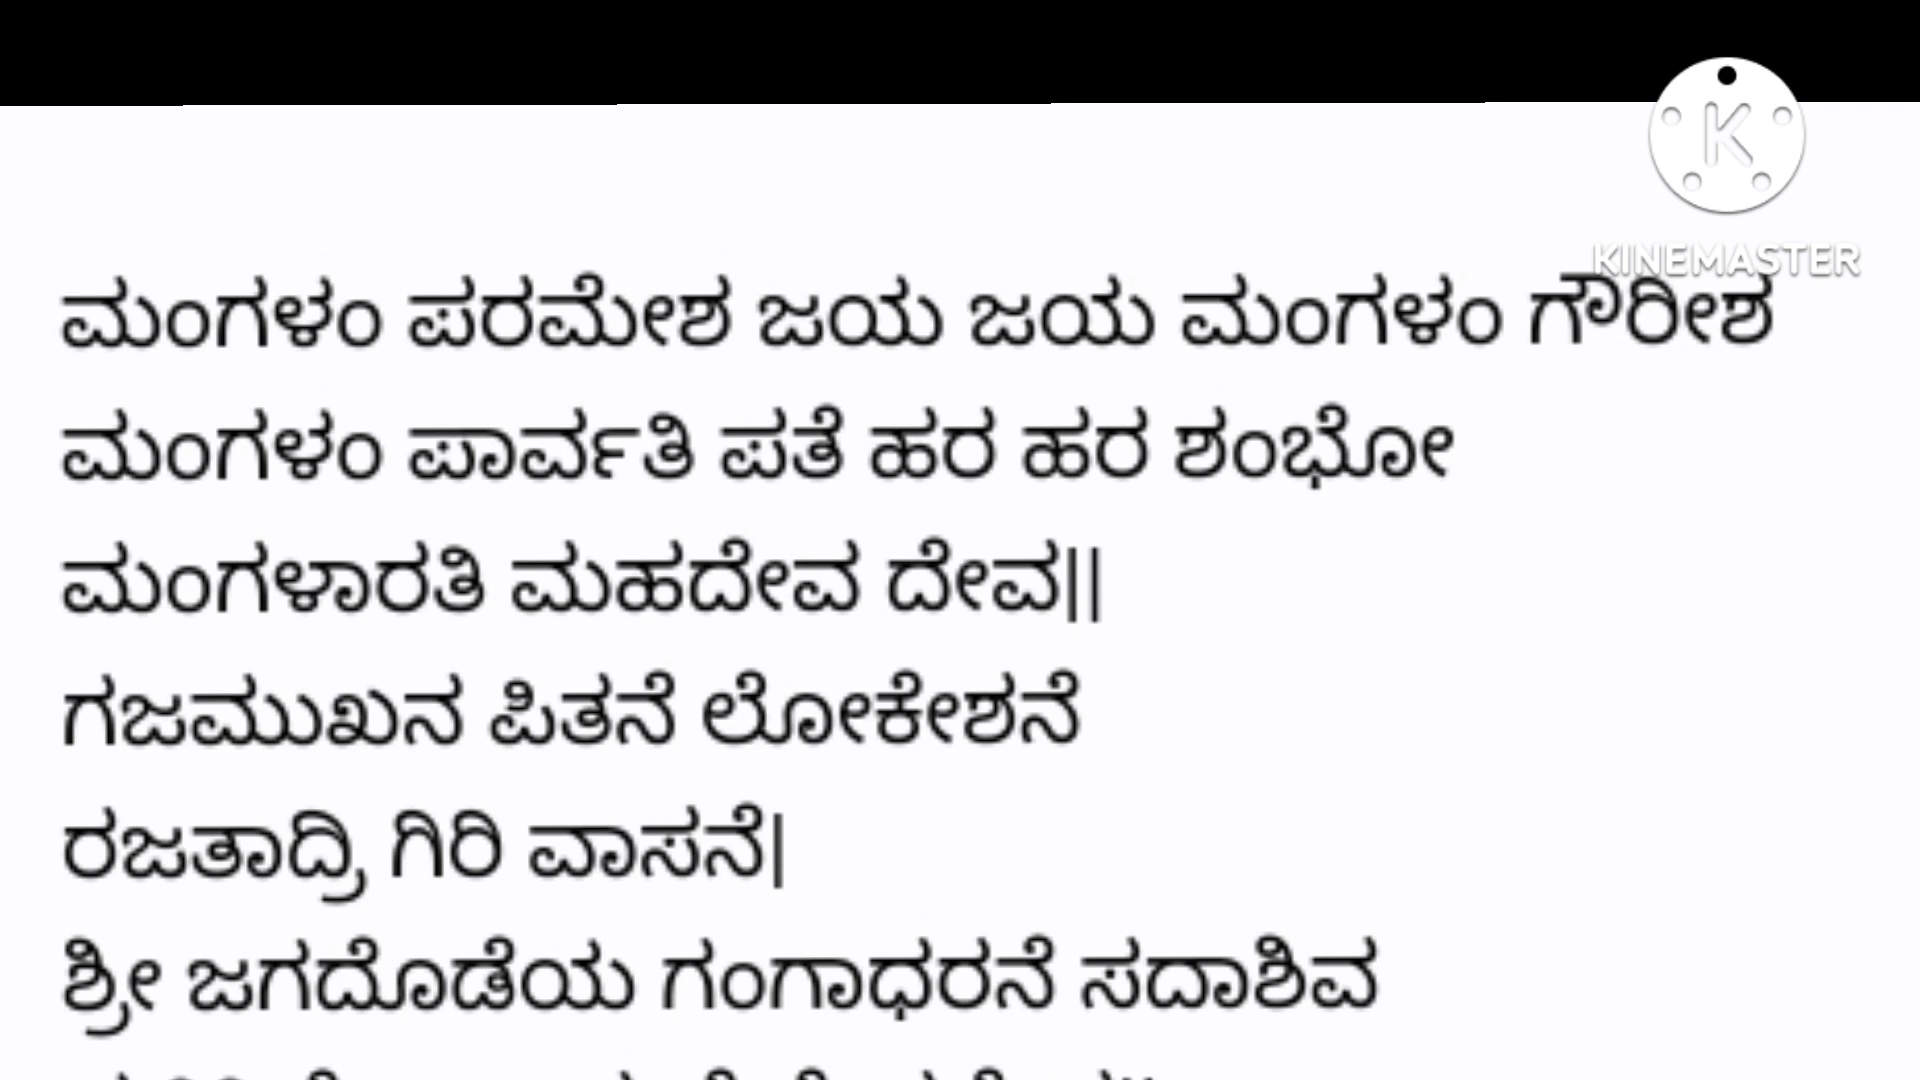 KINEMASTER
ಮಂಗಳಂ ಪರಮೇಶ ಜಯ ಜಯ ಮಂಗಳಂ ಗೌರೀಶ
ಮಂಗಳಂ ಪಾರ್ವತಿ ಪತೆ ಹರ ಹರ ಶಂಭೋ
ಮಂಗಳಾರತಿ ಮಹದೇವ ದೇವ||
ಗಜಮುಖನ ಪಿತನೆ ಲೋಕೇಶನೆ
ರಜತಾದ್ರಿ ಗಿರಿ ವಾಸನೆ|
ಶ್ರೀ ಜಗದೊಡೆಯ ಗಂಗಾಧರನೆ ಸದಾಶಿವ